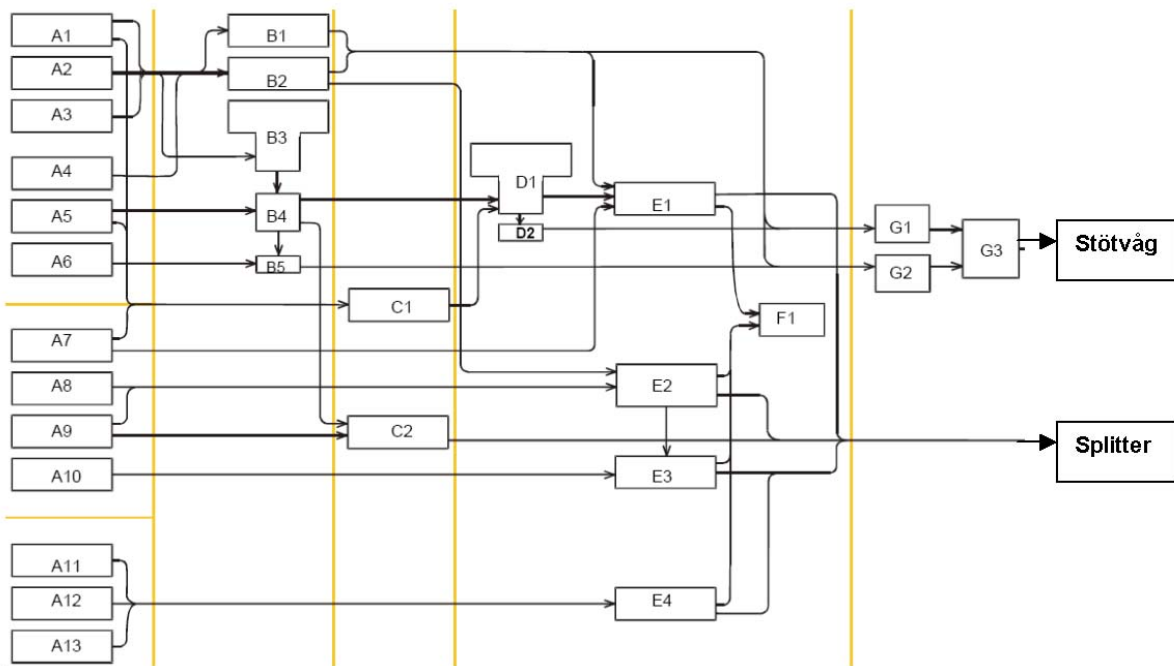 A1
A2
A3
A4
A5
A6
A7
A8
A9
A10
A11
A12
A13
B1
B2
B3
B4
B5
C1
C2
D1
D2
E1
E2
E3
E4
F1
G1
G2
G3
Stötvåg
Splitter